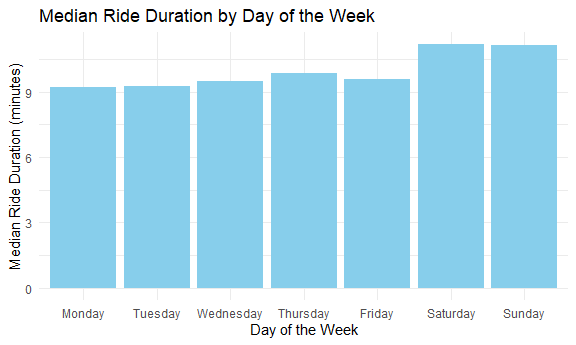 Median Ride Duration by Day of the Week
Median Ride Duration (minutes)
9
6
3
0
Monday Tuesday Wednesday Thursday Friday Saturday Sunday
Day of the Week